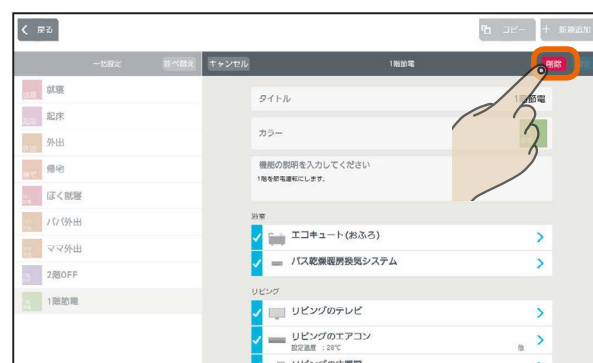 戻る
コピー
＋ 新規追加
一括設定
並べ替え
キャンセル
1階節電
削除
就寝
起床
外出
帰宅
ぼく就寝
パパ外出
ママ外出
2階OFF
1階節電
タイトル
1階節電
カラー
機能の説明を入力してください
1階を節電運転にします。
浴室
エコキュート(おふろ)
バス乾燥暖房換気システム
リビング
リビングのテレビ
リビングのエアコン
設定温度 : 28℃
他